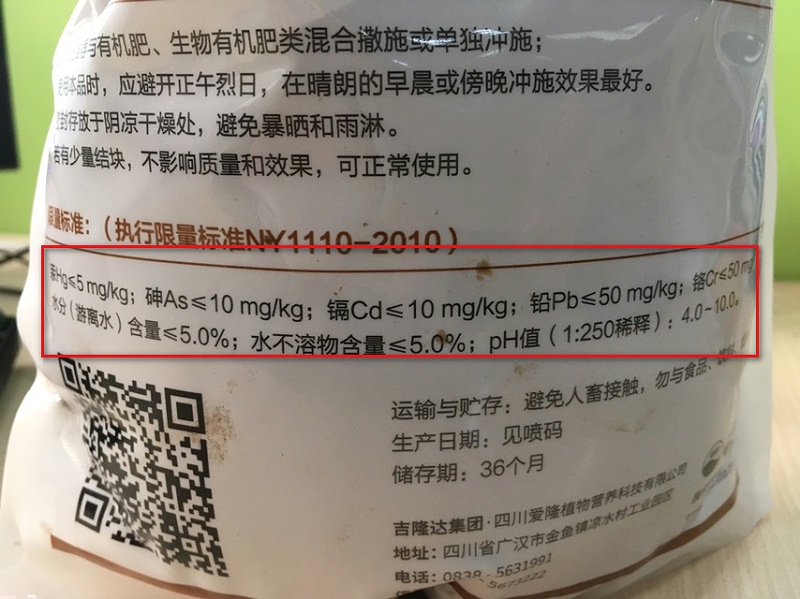 与有机肥、生物有机肥类混合撒施或单独冲施；
使用本品时，应避开正午烈日，在晴朗的早晨或傍晚冲施效果最好。
封存放于阴凉干燥处，避免暴晒和雨淋。
若有少量结块，不影响质量和效果，可正常使用。
限量标准：（执行限量标准NY1110-2010）
汞Hg≤5 mg/kg；砷As≤10 mg/kg；镉Cd≤10 mg/kg；铅Pb≤50 mg/kg；铬Cr≤50 mg
水分（游离水）含量≤5.0%；水不溶物含量≤5.0%；pH值（1:250稀释）：4.0~10.0。
运输与贮存：避免人畜接触，勿与食品、饮料
生产日期：见喷码
储存期：36个月
吉隆达集团·四川爱隆植物营养科技有限公司
地址：四川省广汉市金鱼镇凉水村工业园区
电话：0838-5631991
5673222